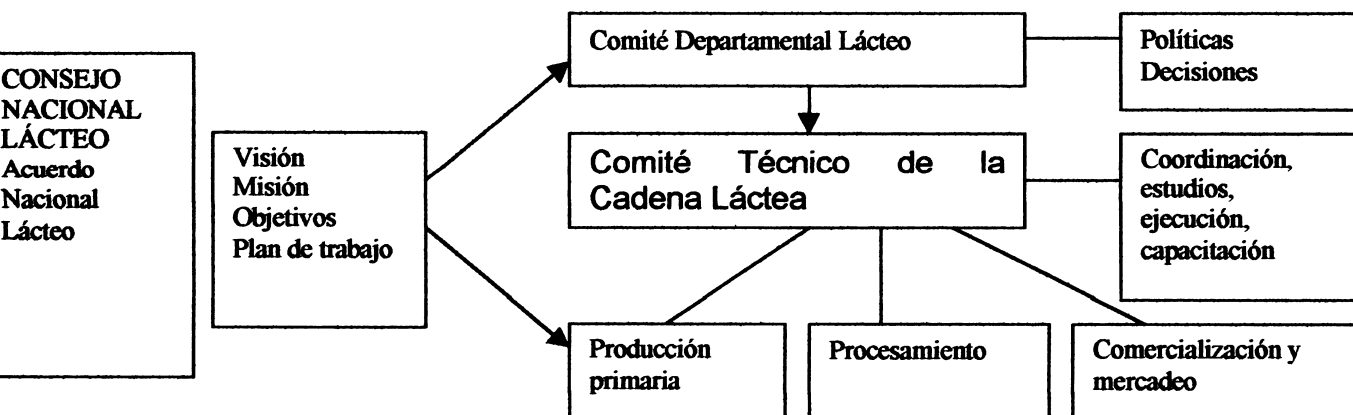 CONSEJO
NACIONAL
LÁCTEO
Acuerdo
Nacional
Lácteo
Visión
Misión
Objetivos
Plan de trabajo
Comité Departamental Lácteo
Políticas
Decisiones
Comité Técnico de la
Cadena Láctea
Coordinación,
estudios,
ejecución,
capacitación
Producción
primaria
Procesamiento
Comercialización y
mercadeo